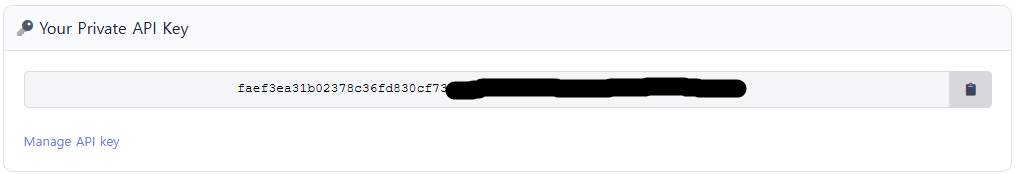 Your Private API Key
faef3ea31b02378c36fd830cf73
Manage API key